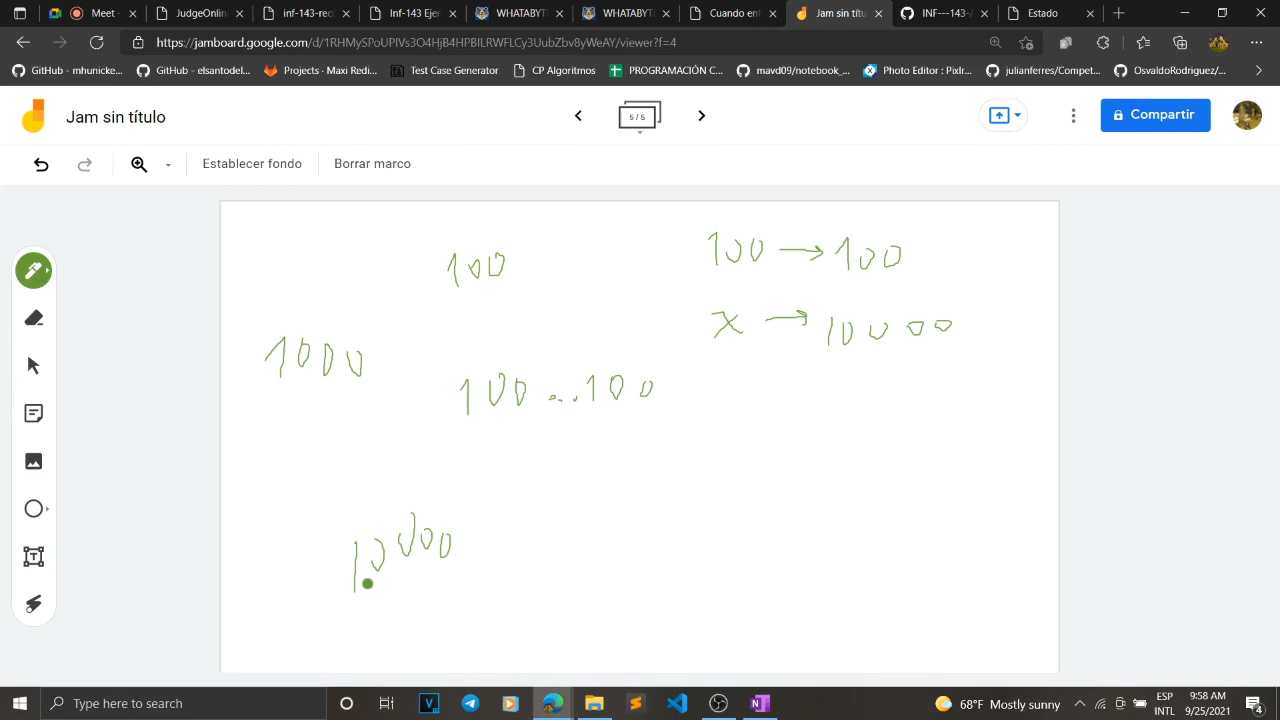 Meet -
JudgeOnlin
inf-143-recu
Inf-143 Ejer
WHATABYT
WHATABYT
Cuando en
Jam sin títu
INF---143-
Estado
https://jamboard.google.com/d/1RHMySPoUPIVs3O4HjB4HPBILRWFLCy3UubZbv8yWeAY/viewer?f=4
GitHub - mhunicke...
GitHub - elsantodel...
Projects · Maxi Redi...
Test Case Generator
CP Algoritmos
PROGRAMACIÓN C...
mavd09/notebook_...
Photo Editor : Pixlr...
julianferres/Compet...
OsvaldoRodriguez/...
Jam sin título
5 / 5
Compartir
Establecer fondo
Borrar marco
100
100 → 100
x → 10000
1000
100...100
10000
Type here to search
68°F Mostly sunny
ESP
INTL
9:58 AM
9/25/2021
4